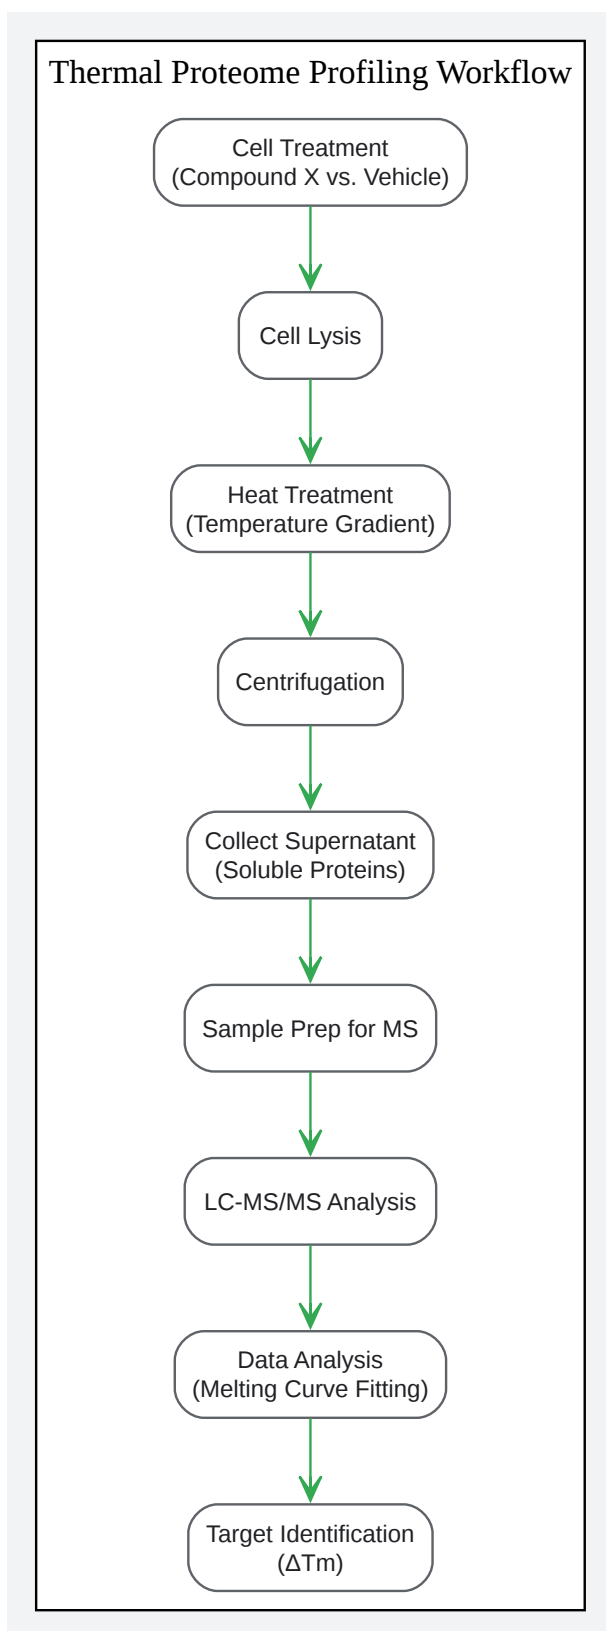 Thermal Proteome Profiling Workflow
Cell Treatment
(Compound X vs. Vehicle)
Cell Lysis
Heat Treatment
(Temperature Gradient)
Centrifugation
Collect Supernatant
(Soluble Proteins)
Sample Prep for MS
LC-MS/MS Analysis
Data Analysis
(Melting Curve Fitting)
Target Identification
(ΔTm)